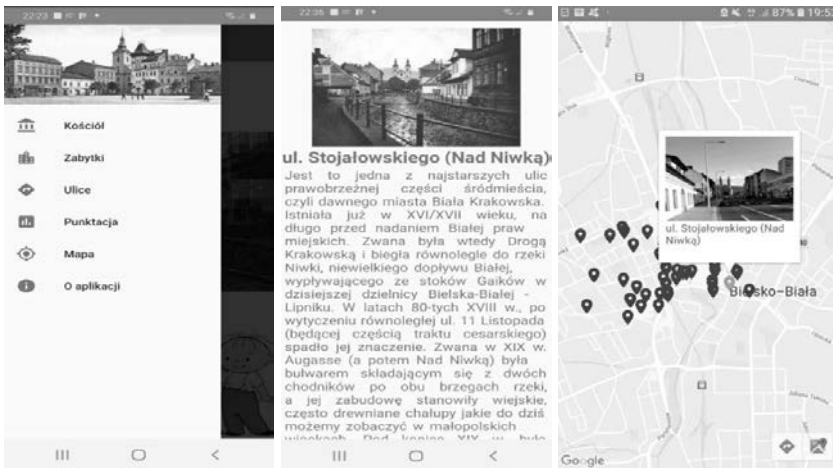 22:23
Kościół
Zabytki
Ulice
Punktacja
Mapa
O aplikacji
22:35
ul. Stojałowskiego (Nad Niwką)
Jest to jedna z najstarszych ulic
prawobrzeżnej części śródmieścia,
czyli dawnego miasta Biała Krakowska.
Istniała już w XVI/XVII wieku, na
długo przed nadaniem Białej praw
miejskich. Zwana była wtedy Drogą
Krakowską i biegła równolegle do rzeki
Niwki, niewielkiego dopływu Białej,
wypływającego ze stoków Gaików w
dzisiejszej dzielnicy Bielska-Białej -
Lipniku. W latach 80-tych XVIII w., po
wytyczeniu równoległej ul. 11 Listopada
(będącej częścią traktu cesarskiego)
spadło jej znaczenie. Zwana w XIX w.
Augasse (a potem Nad Niwką) była
bulwarem składającym się z dwóch
chodników po obu brzegach rzeki,
a jej zabudowę stanowiły wiejskie,
często drewniane chałupy jakie do dziś
możemy zobaczyć w małopolskich
87% 19:53
ul. Stojałowskiego (Nad
Niwką)
Bielsko-Biała
Google